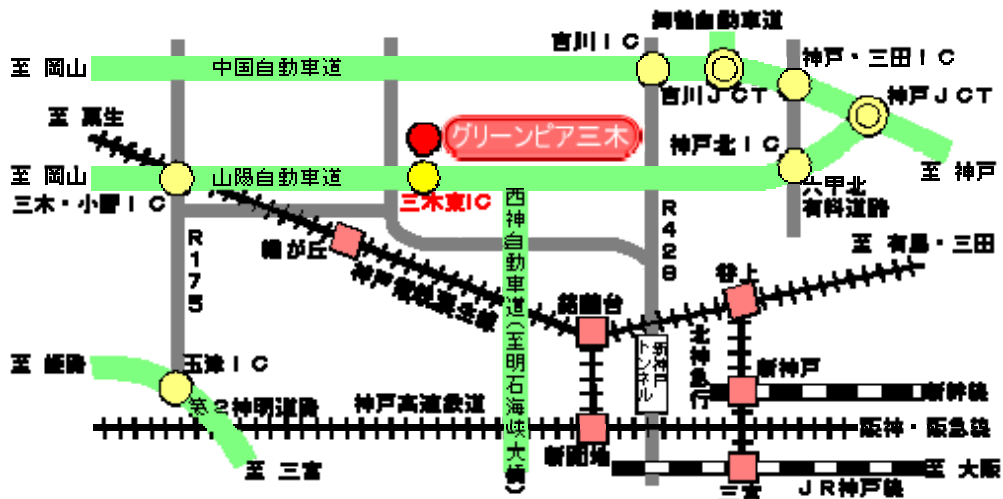 舞鶴自動車道
吉川IC
神戸・三田IC
至 岡山
中国自動車道
吉川JCT
神戸JCT
至 粟生
グリーンピア三木
神戸北IC
至 神戸
至 岡山
山陽自動車道
三木・小野IC
三木東IC
六甲北
有料道路
西神自動車道(至明石海峡大橋)
R428
R175
至 有馬・三田
緑が丘
谷上
神戸電鉄粟生線
鈴蘭台
北神急行
新神戸
トンネル
至 姫路
玉津IC
新神戸
新幹線
第2神明道路
神戸高速鉄道
阪神・阪急線
新開地
至 三宮
三宮
至 大阪
JR神戸線